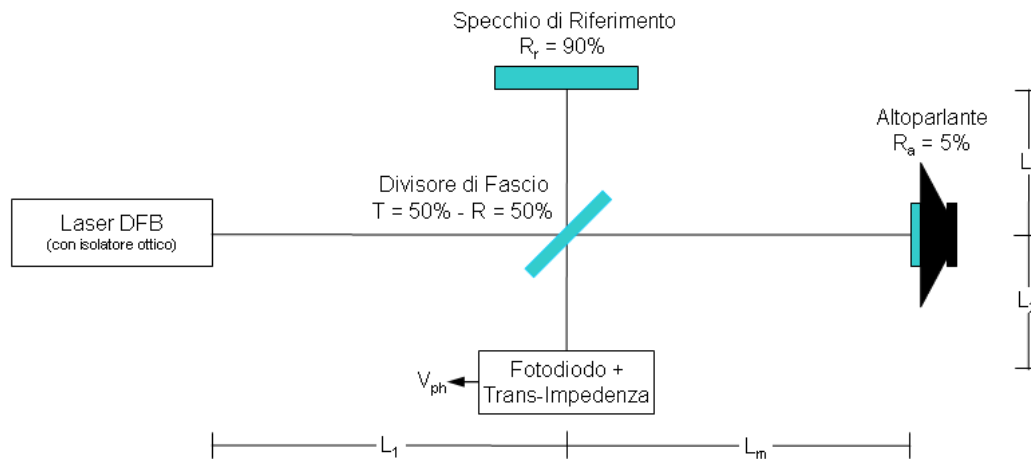 Specchio di Riferimento
Rr = 90%
Altoparlante
Ra = 5%
Divisore di Fascio
T = 50% - R = 50%
Laser DFB
(con isolatore ottico)
Fotodiodo +
Trans-Impedenza
Vph
L1
Lm
L
L